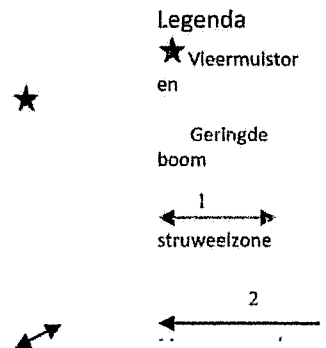 Legenda
Vleermuistor
en
Geringde
boom
1
struweelzone
2